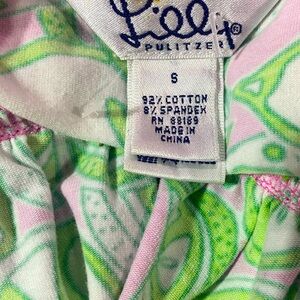 Lilly®
PULITZER
S
92% COTTON
8% SPANDEX
RN 88189
MADE IN
CHINA